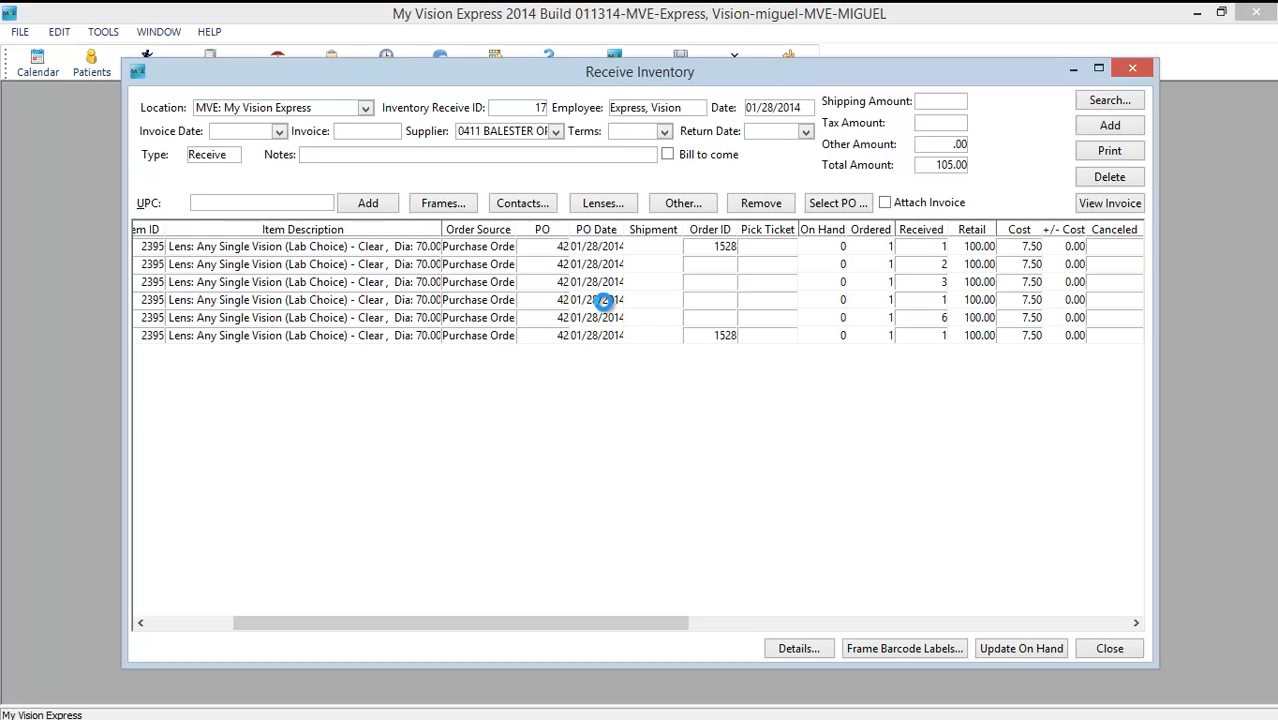 My Vision Express 2014 Build 011314-MVE-Express, Vision-miguel-MVE-MIGUEL
FILE EDIT TOOLS WINDOW HELP
Calendar Patients
Receive Inventory
Location: MVE: My Vision Express Inventory Receive ID: 17 Employee: Express, Vision Date: 01/28/2014 Shipping Amount: Search...
Invoice Date: Invoice: Supplier: 0411 BALESTER OP Terms: Return Date: Tax Amount: Add
Type: Receive Notes: Bill to come Other Amount: .00 Print
Total Amount: 105.00 Delete
UPC: Add Frames... Contacts... Lenses... Other... Remove Select PO ... Attach Invoice View Invoice
em ID Item Description Order Source PO PO Date Shipment Order ID Pick Ticket On Hand Ordered Received Retail Cost +/- Cost Canceled
2395 Lens: Any Single Vision (Lab Choice) - Clear , Dia: 70.00 Purchase Orde 42 01/28/2014 1528 0 1 1 100.00 7.50 0.00
2395 Lens: Any Single Vision (Lab Choice) - Clear , Dia: 70.00 Purchase Orde 42 01/28/2014 0 1 2 100.00 7.50 0.00
2395 Lens: Any Single Vision (Lab Choice) - Clear , Dia: 70.00 Purchase Orde 42 01/28/2014 0 1 3 100.00 7.50 0.00
2395 Lens: Any Single Vision (Lab Choice) - Clear , Dia: 70.00 Purchase Orde 42 0 1 1 100.00 7.50 0.00
2395 Lens: Any Single Vision (Lab Choice) - Clear , Dia: 70.00 Purchase Orde 42 01/28/2014 0 1 6 100.00 7.50 0.00
2395 Lens: Any Single Vision (Lab Choice) - Clear , Dia: 70.00 Purchase Orde 42 01/28/2014 1528 0 1 1 100.00 7.50 0.00
Details... Frame Barcode Labels... Update On Hand Close
My Vision Express